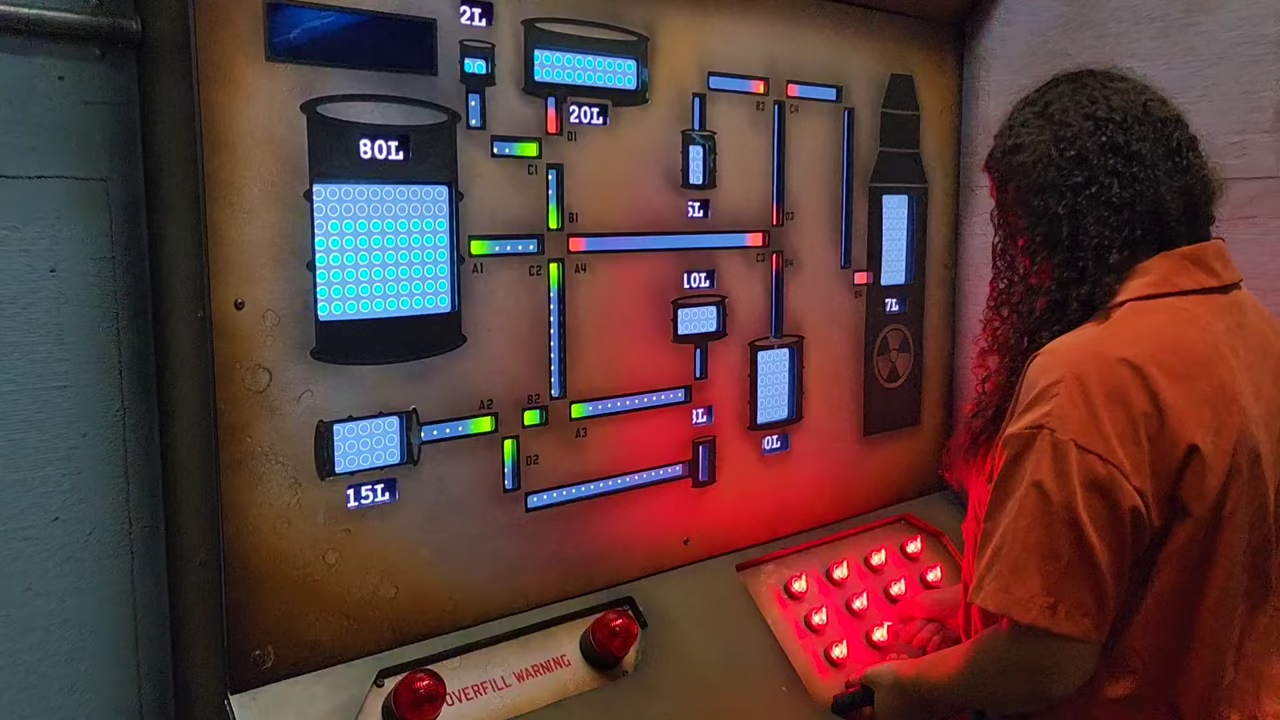 2L
20L
D1
80L
C1
B1
B3
C4
5L
D3
A1
C2
A4
C3
B4
10L
D4
7L
A2
B2
A3
D2
15L
OVERFILL WARNING